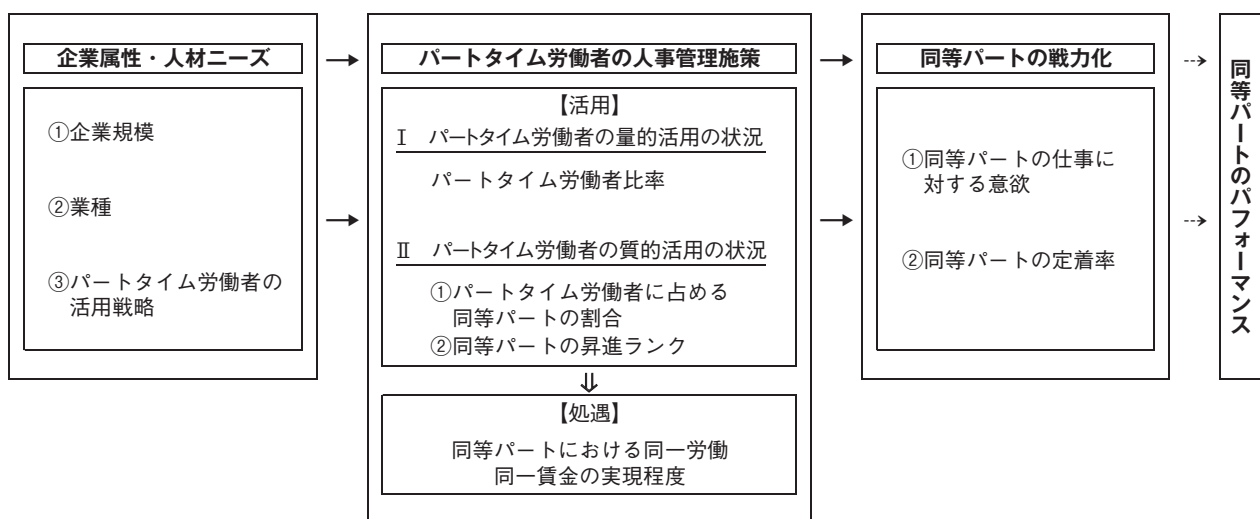 企業属性・人材ニーズ
①企業規模
②業種
③パートタイム労働者の
活用戦略
→
→
パートタイム労働者の人事管理施策
【活用】
Ⅰ パートタイム労働者の量的活用の状況
パートタイム労働者比率
Ⅱ パートタイム労働者の質的活用の状況
①パートタイム労働者に占める
同等パートの割合
②同等パートの昇進ランク
⇓
【処遇】
同等パートにおける同一労働
同一賃金の実現程度
→
→
同等パートの戦力化
①同等パートの仕事に
対する意欲
②同等パートの定着率
⇢
⇢
同等パートのパフォーマンス